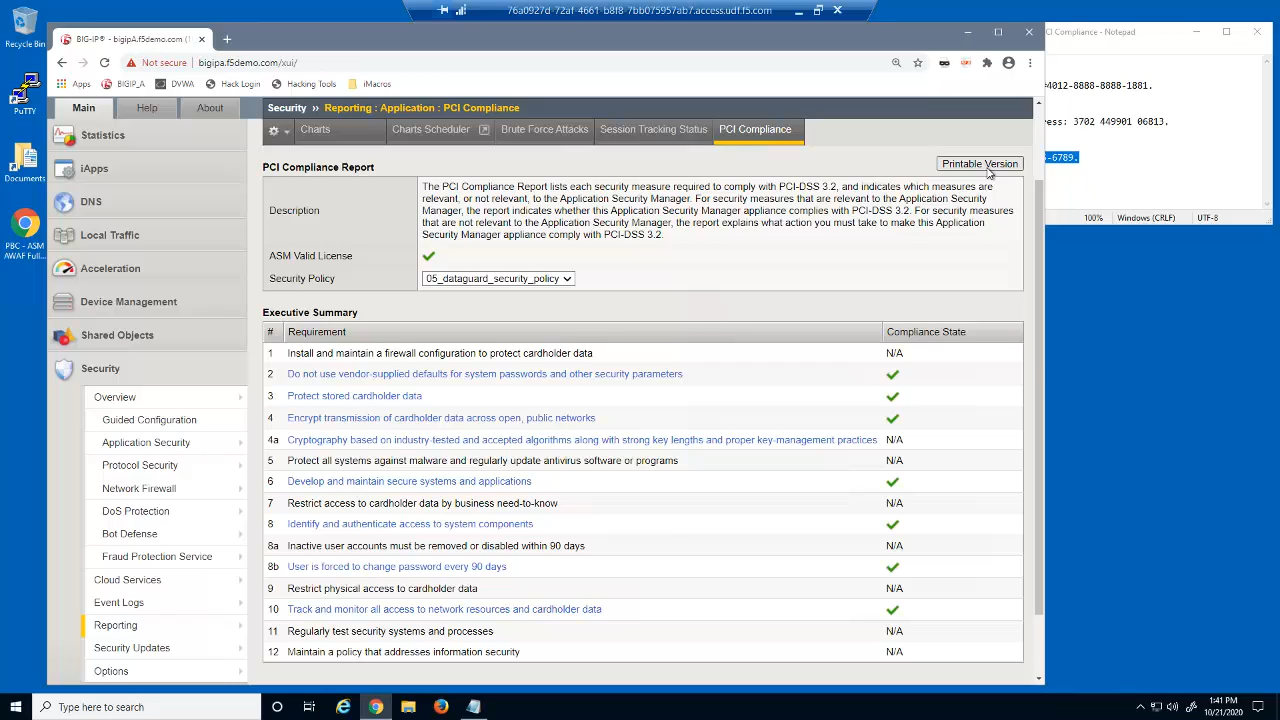 76a0927d-72af-4661-b8f8-7bb075957ab7.access.udf.f5.com
Recycle Bin
PuTTY
Documents
PBC - ASM
AWAF Full...
BIG-IP® - bigipA.f5demo.com (1
CI Compliance - Notepad
Not secure
bigipa.f5demo.com/xui/
Apps
BIGIP_A
DVWA
Hack Login
Hacking Tools
iMacros
4012-8888-8888-1881.
ress: 3702 449901 06813.
-6789.
100%
Windows (CRLF)
UTF-8
Main
Help
About
Statistics
iApps
DNS
Local Traffic
Acceleration
Device Management
Shared Objects
Security
Overview
Guided Configuration
Application Security
Protocol Security
Network Firewall
DoS Protection
Bot Defense
Fraud Protection Service
Cloud Services
Event Logs
Reporting
Security Updates
Options
Security ›› Reporting : Application : PCI Compliance
Charts
Charts Scheduler
Brute Force Attacks
Session Tracking Status
PCI Compliance
PCI Compliance Report
Printable Version
Description
The PCI Compliance Report lists each security measure required to comply with PCI-DSS 3.2, and indicates which measures are
relevant, or not relevant, to the Application Security Manager. For security measures that are relevant to the Application Security
Manager, the report indicates whether this Application Security Manager appliance complies with PCI-DSS 3.2. For security measures
that are not relevant to the Application Security Manager, the report explains what action you must take to make this Application
Security Manager appliance comply with PCI-DSS 3.2.
ASM Valid License
Security Policy
05_dataguard_security_policy
Executive Summary
# Requirement Compliance State
1 Install and maintain a firewall configuration to protect cardholder data N/A
2 Do not use vendor-supplied defaults for system passwords and other security parameters
3 Protect stored cardholder data
4 Encrypt transmission of cardholder data across open, public networks
4a Cryptography based on industry-tested and accepted algorithms along with strong key lengths and proper key-management practices N/A
5 Protect all systems against malware and regularly update antivirus software or programs N/A
6 Develop and maintain secure systems and applications
7 Restrict access to cardholder data by business need-to-know N/A
8 Identify and authenticate access to system components
8a Inactive user accounts must be removed or disabled within 90 days N/A
8b User is forced to change password every 90 days
9 Restrict physical access to cardholder data N/A
10 Track and monitor all access to network resources and cardholder data
11 Regularly test security systems and processes N/A
12 Maintain a policy that addresses information security N/A
Type here to search
1:41 PM
10/21/2020